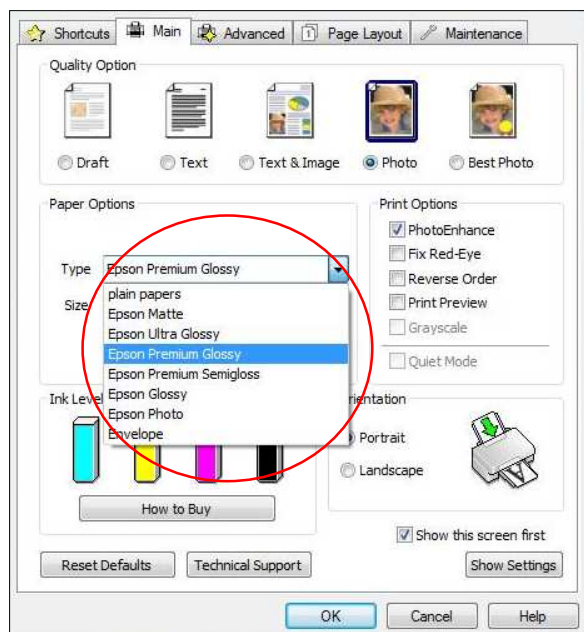 Shortcuts Main Advanced Page Layout Maintenance
Quality Option
Draft Text Text & Image Photo Best Photo
Paper Options
Print Options
PhotoEnhance
Type Epson Premium Glossy
Fix Red-Eye
Reverse Order
Size
plain papers
Print Preview
Epson Matte
Epson Ultra Glossy
Grayscale
Epson Premium Glossy
Quiet Mode
Epson Premium Semigloss
Epson Glossy
Epson Photo
Envelope
Ink Leve
rientation
Portrait
Landscape
How to Buy
Show this screen first
Reset Defaults Technical Support Show Settings
OK Cancel Help